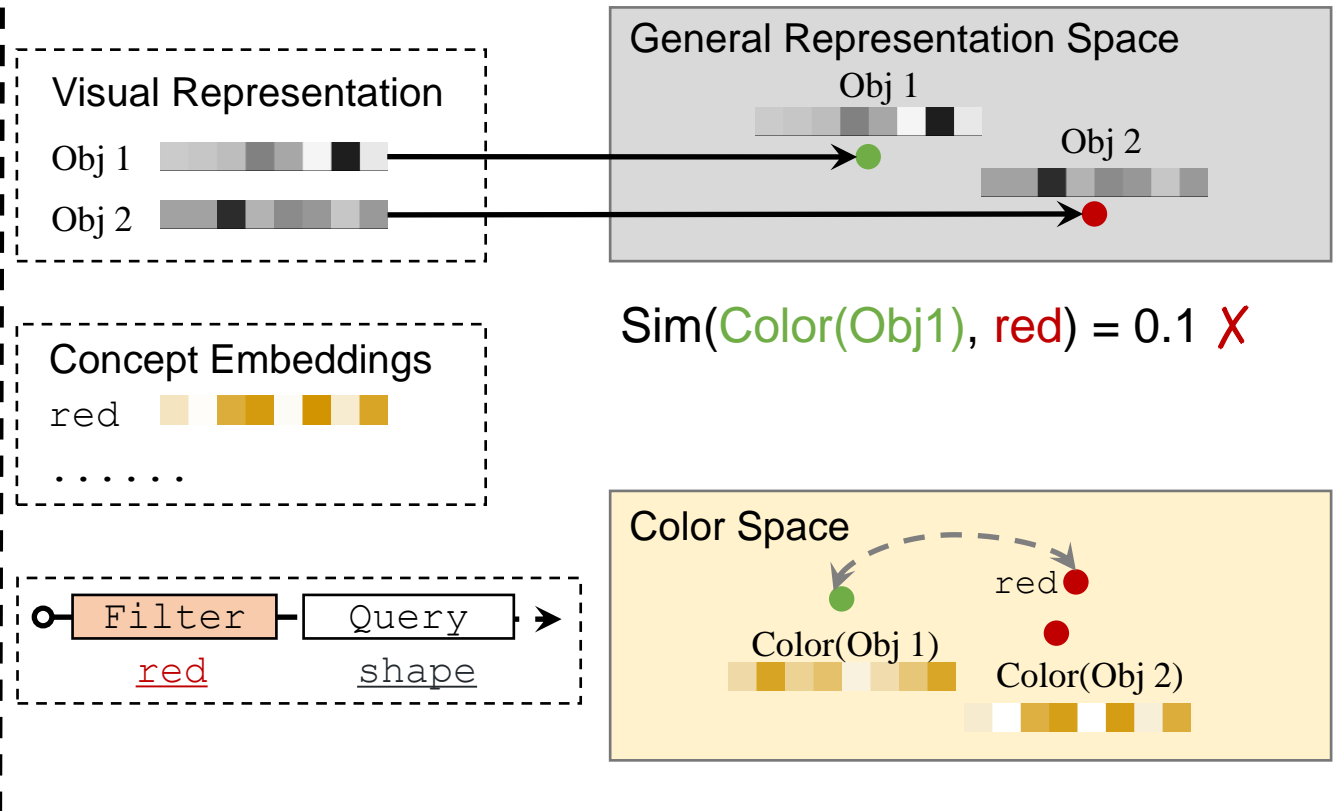 Visual Representation
Obj 1
Obj 2
Concept Embeddings
red
......
Filter Query
red shape
General Representation Space
Obj 1
Obj 2
Sim(Color(Obj1), red) = 0.1 ✗
Color Space
red
Color(Obj 1)
Color(Obj 2)